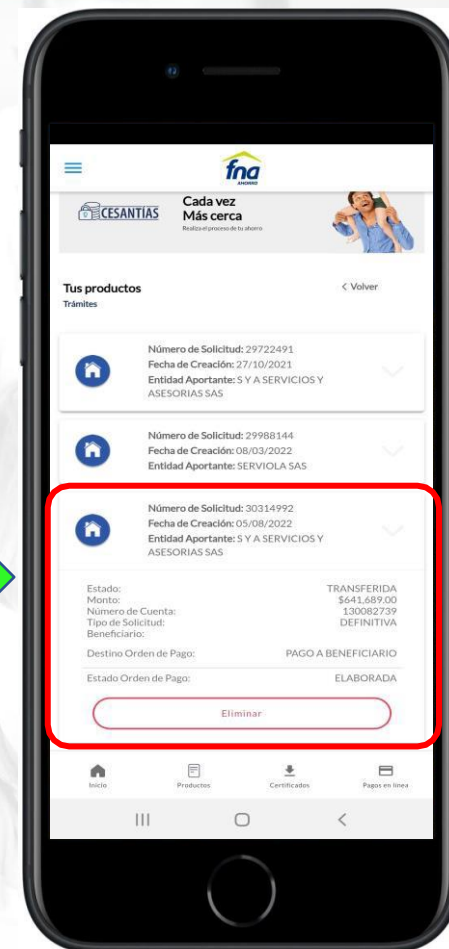 fna
AHORRO
CESANTÍAS
Cada vez
Más cerca
Realiza el proceso de tu ahorro
Tus productos
< Volver
Trámites
Número de Solicitud: 29722491
Fecha de Creación: 27/10/2021
Entidad Aportante: S Y A SERVICIOS Y
ASESORIAS SAS
Número de Solicitud: 29988144
Fecha de Creación: 08/03/2022
Entidad Aportante: SERVIOLA SAS
Número de Solicitud: 30314992
Fecha de Creación: 05/08/2022
Entidad Aportante: S Y A SERVICIOS Y
ASESORIAS SAS
Estado: TRANSFERIDA
Monto: $641,689.00
Número de Cuenta: 130082739
Tipo de Solicitud: DEFINITIVA
Beneficiario:
Destino Orden de Pago: PAGO A BENEFICIARIO
Estado Orden de Pago: ELABORADA
Eliminar
Inicio Productos Certificados Pagos en línea